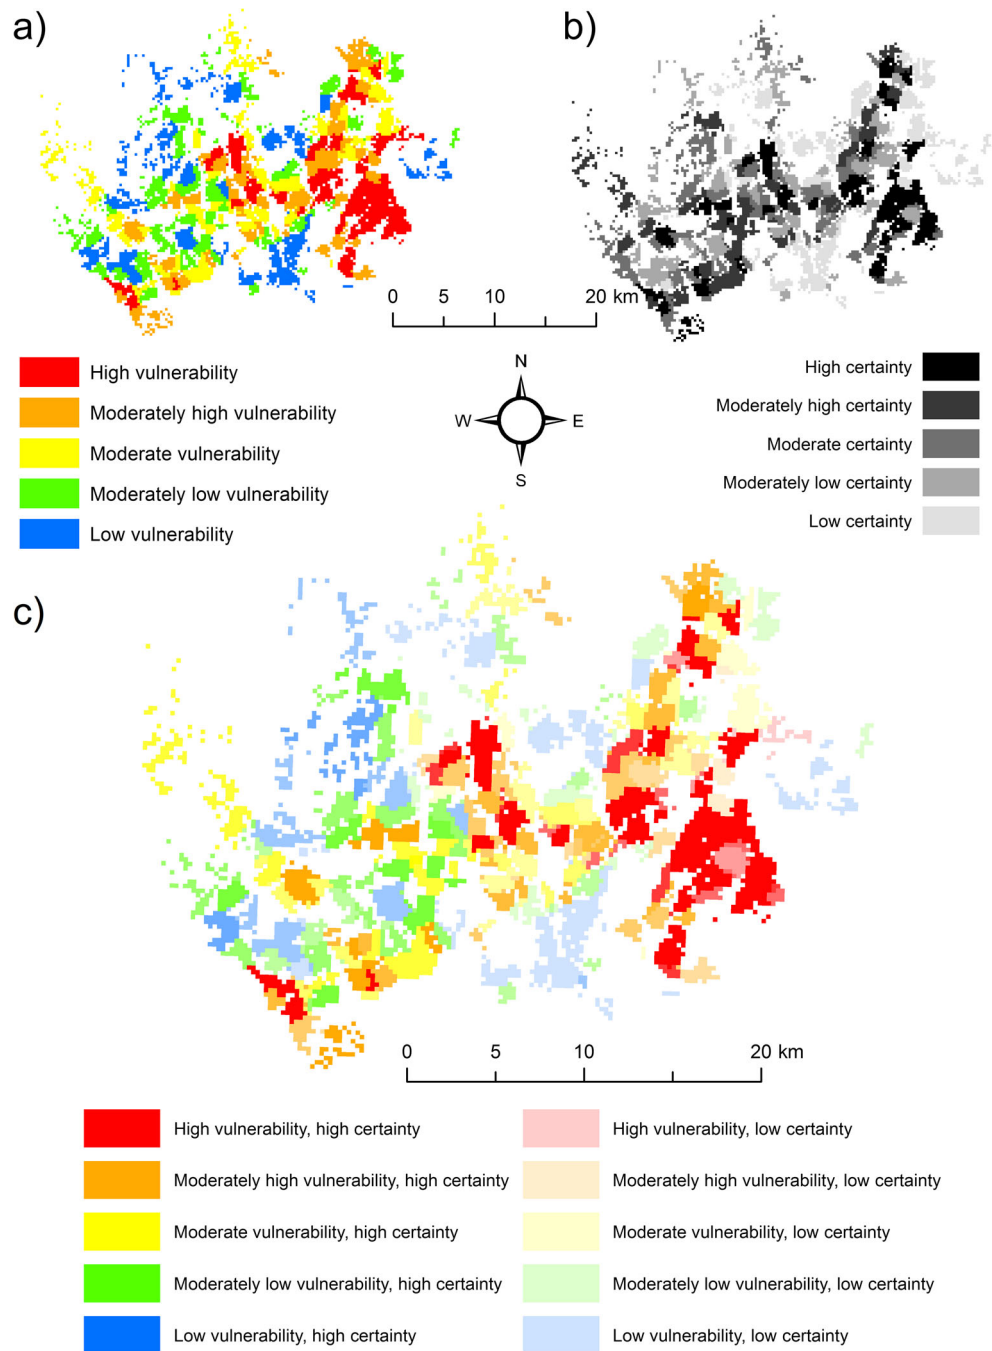 a)
b)
0 5 10 20 km
High vulnerability
Moderately high vulnerability
Moderate vulnerability
Moderately low vulnerability
Low vulnerability
N
W E
S
High certainty
Moderately high certainty
Moderate certainty
Moderately low certainty
Low certainty
c)
0 5 10 20 km
High vulnerability, high certainty
Moderately high vulnerability, high certainty
Moderate vulnerability, high certainty
Moderately low vulnerability, high certainty
Low vulnerability, high certainty
High vulnerability, low certainty
Moderately high vulnerability, low certainty
Moderate vulnerability, low certainty
Moderately low vulnerability, low certainty
Low vulnerability, low certainty